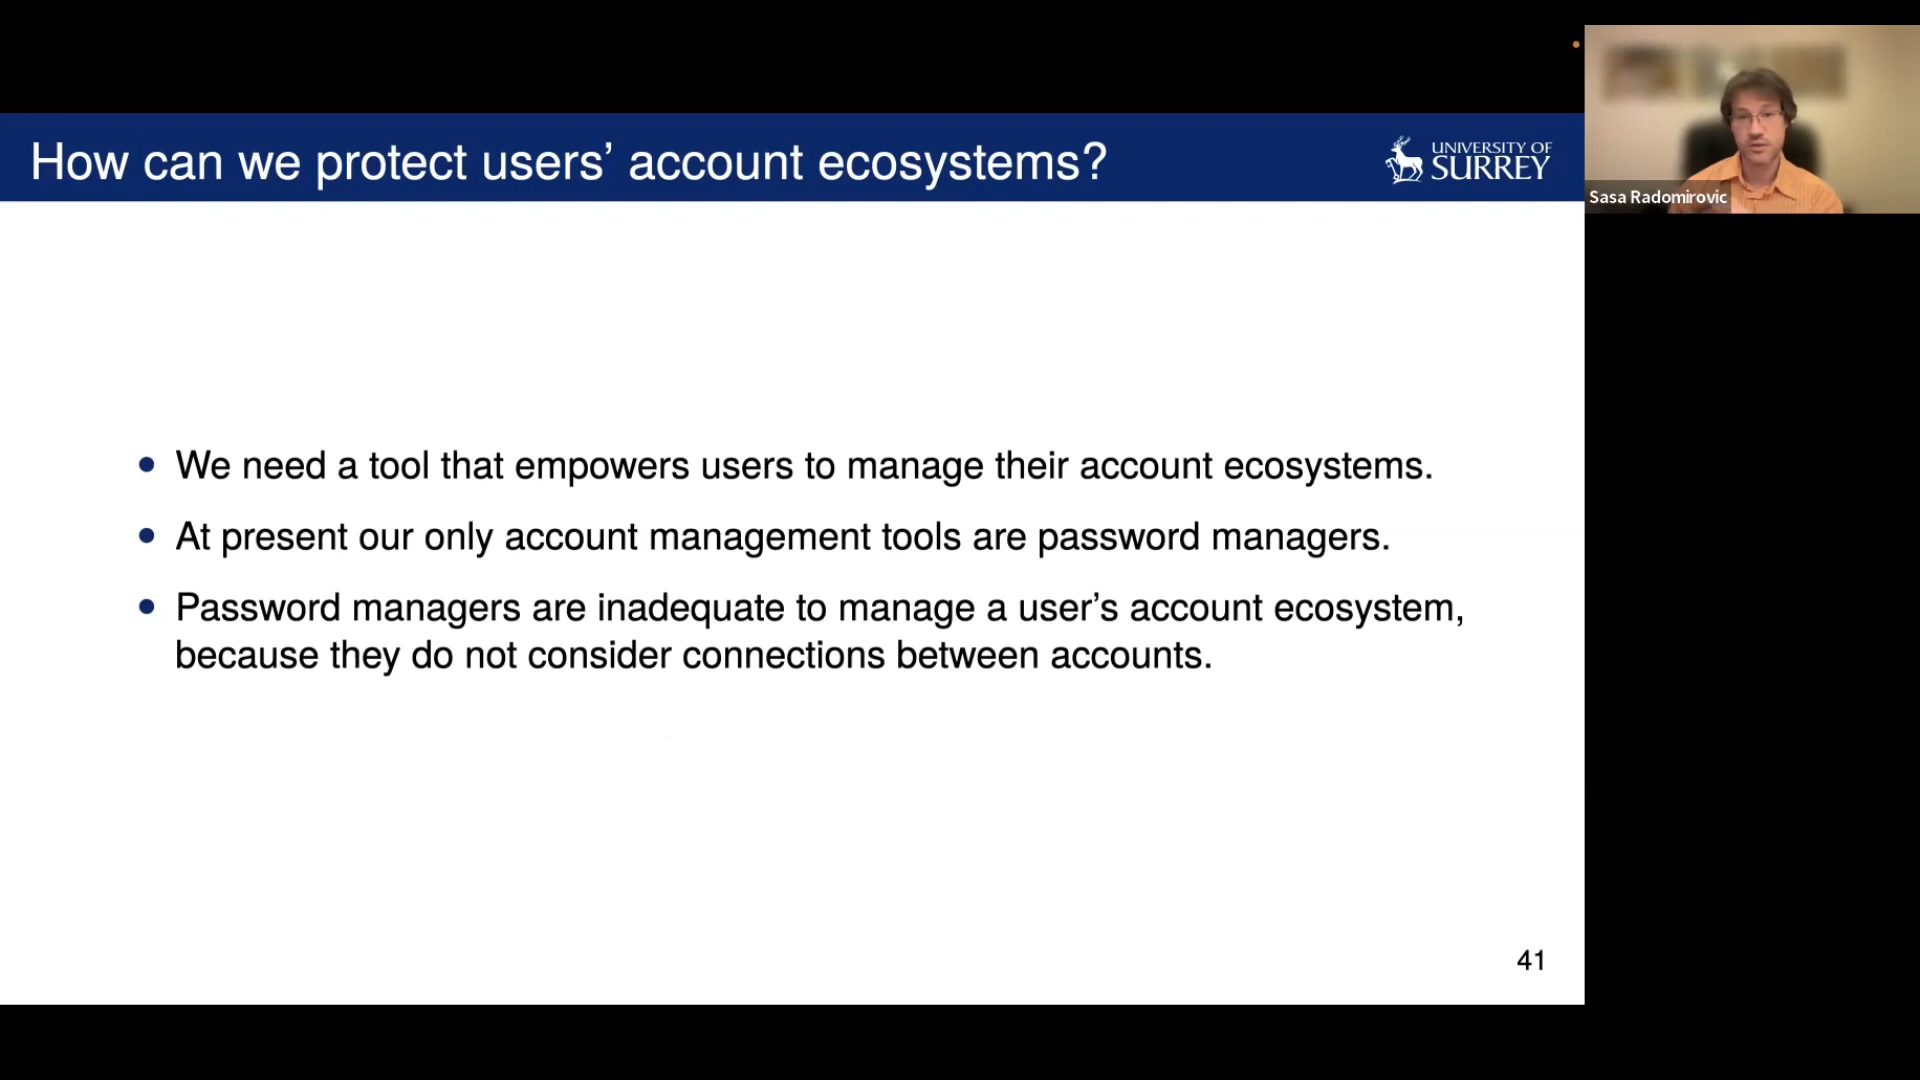 How can we protect users’ account ecosystems?
UNIVERSITY OF
SURREY
Sasa Radomirovic
• We need a tool that empowers users to manage their account ecosystems.
• At present our only account management tools are password managers.
• Password managers are inadequate to manage a user’s account ecosystem,
because they do not consider connections between accounts.
41